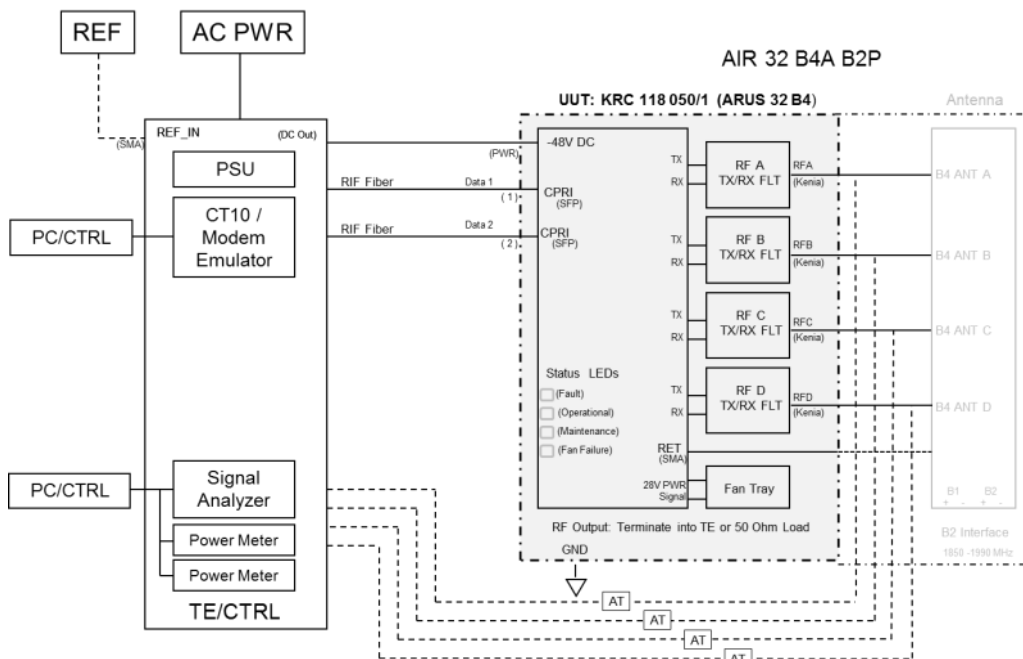 REF
AC PWR
AIR 32 B4A B2P
UUT: KRC 118 050/1 (ARUS 32 B4)
Antenna
REF_IN
(DC Out)
(SMA)
PSU
CT10 /
Modem
Emulator
PC/CTRL
(PWR)
RIF Fiber
Data 1
( 1 )
RIF Fiber
Data 2
( 2 )
-48V DC
CPRI
(SFP)
CPRI
(SFP)
TX
RX
RF A
TX/RX FLT
RFA
(Kenia)
B4 ANT A
TX
RX
RF B
TX/RX FLT
RFB
(Kenia)
B4 ANT B
TX
RX
RF C
TX/RX FLT
RFC
(Kenia)
B4 ANT C
TX
RX
RF D
TX/RX FLT
RFD
(Kenia)
B4 ANT D
Status LEDs
(Fault)
(Operational)
(Maintenance)
(Fan Failure)
RET
(SMA)
28V PWR
Signal
Fan Tray
B1 B2
+ - + -
RF Output: Terminate into TE or 50 Ohm Load
B2 Interface
1850 -1990 MHz
GND
PC/CTRL
Signal
Analyzer
Power Meter
Power Meter
TE/CTRL
AT
AT
AT
AT